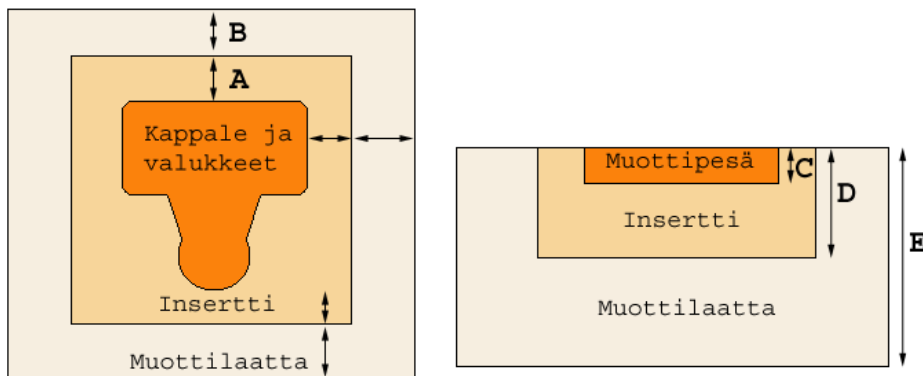 B
A
Kappale ja
valukkeet
Insertti
Muottilaatta
Muottipesä
C
D
Insertti
E
Muottilaatta